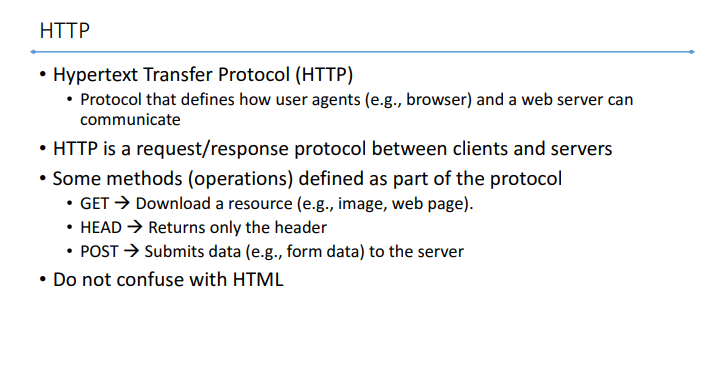 HTTP
• Hypertext Transfer Protocol (HTTP)
• Protocol that defines how user agents (e.g., browser) and a web server can
communicate
• HTTP is a request/response protocol between clients and servers
• Some methods (operations) defined as part of the protocol
• GET → Download a resource (e.g., image, web page).
• HEAD → Returns only the header
• POST → Submits data (e.g., form data) to the server
• Do not confuse with HTML